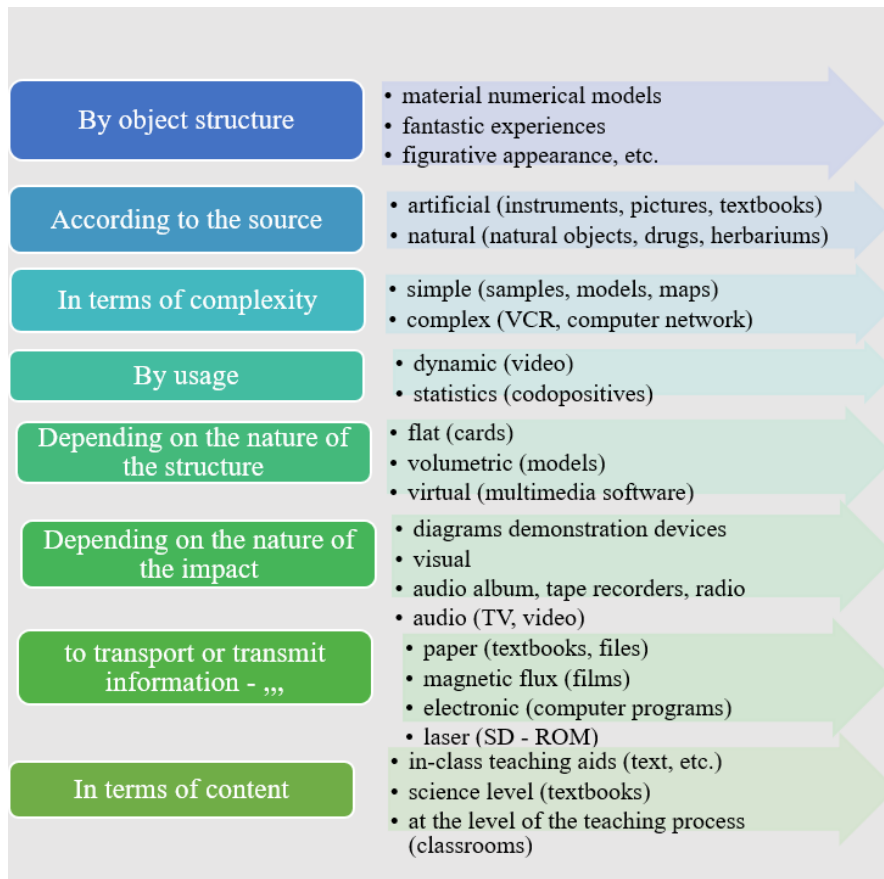 By object structure
• material numerical models
• fantastic experiences
• figurative appearance, etc.
According to the source
• artificial (instruments, pictures, textbooks)
• natural (natural objects, drugs, herbariums)
In terms of complexity
• simple (samples, models, maps)
• complex (VCR, computer network)
By usage
• dynamic (video)
• statistics (codopositives)
Depending on the nature of
the structure
• flat (cards)
• volumetric (models)
• virtual (multimedia software)
Depending on the nature of
the impact
• diagrams demonstration devices
• visual
• audio album, tape recorders, radio
• audio (TV, video)
to transport or transmit
information - ,,,
• paper (textbooks, files)
• magnetic flux (films)
• electronic (computer programs)
• laser (SD - ROM)
In terms of content
• in-class teaching aids (text, etc.)
• science level (textbooks)
• at the level of the teaching process
(classrooms)